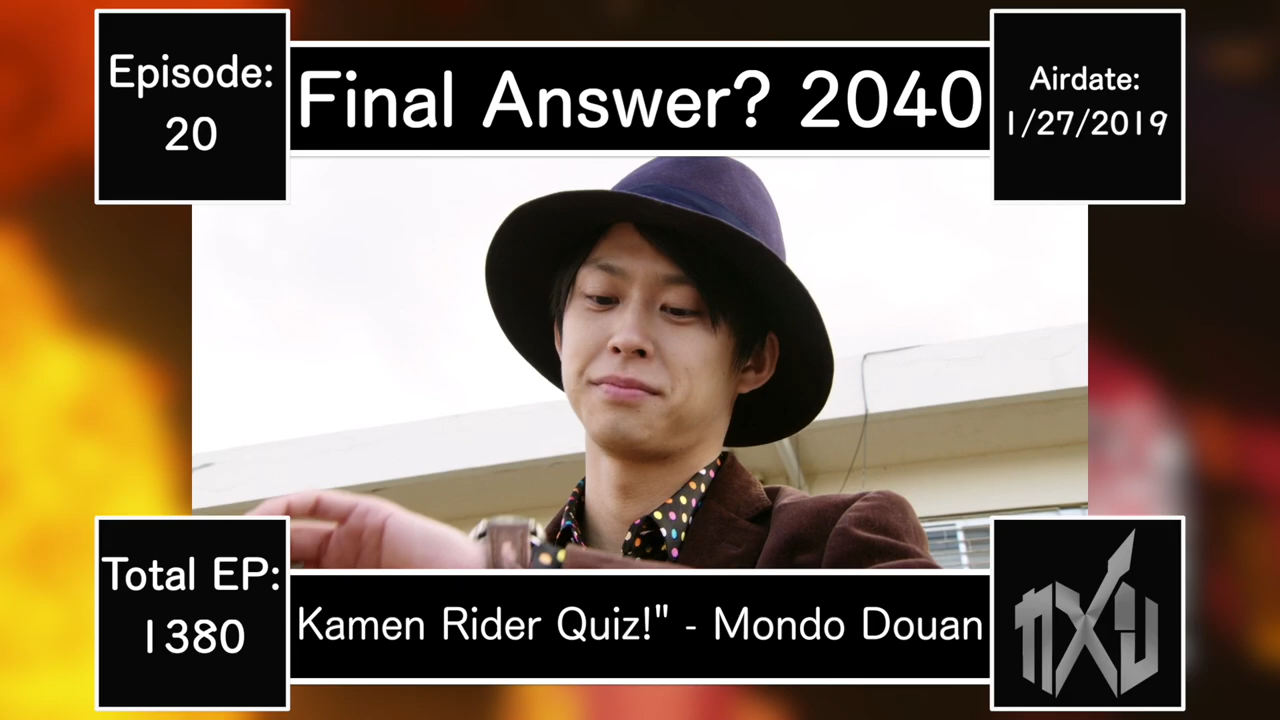 Episode:
20
Final Answer? 2040
Airdate:
1/27/2019
Total EP:
1380
Kamen Rider Quiz!" - Mondo Douan